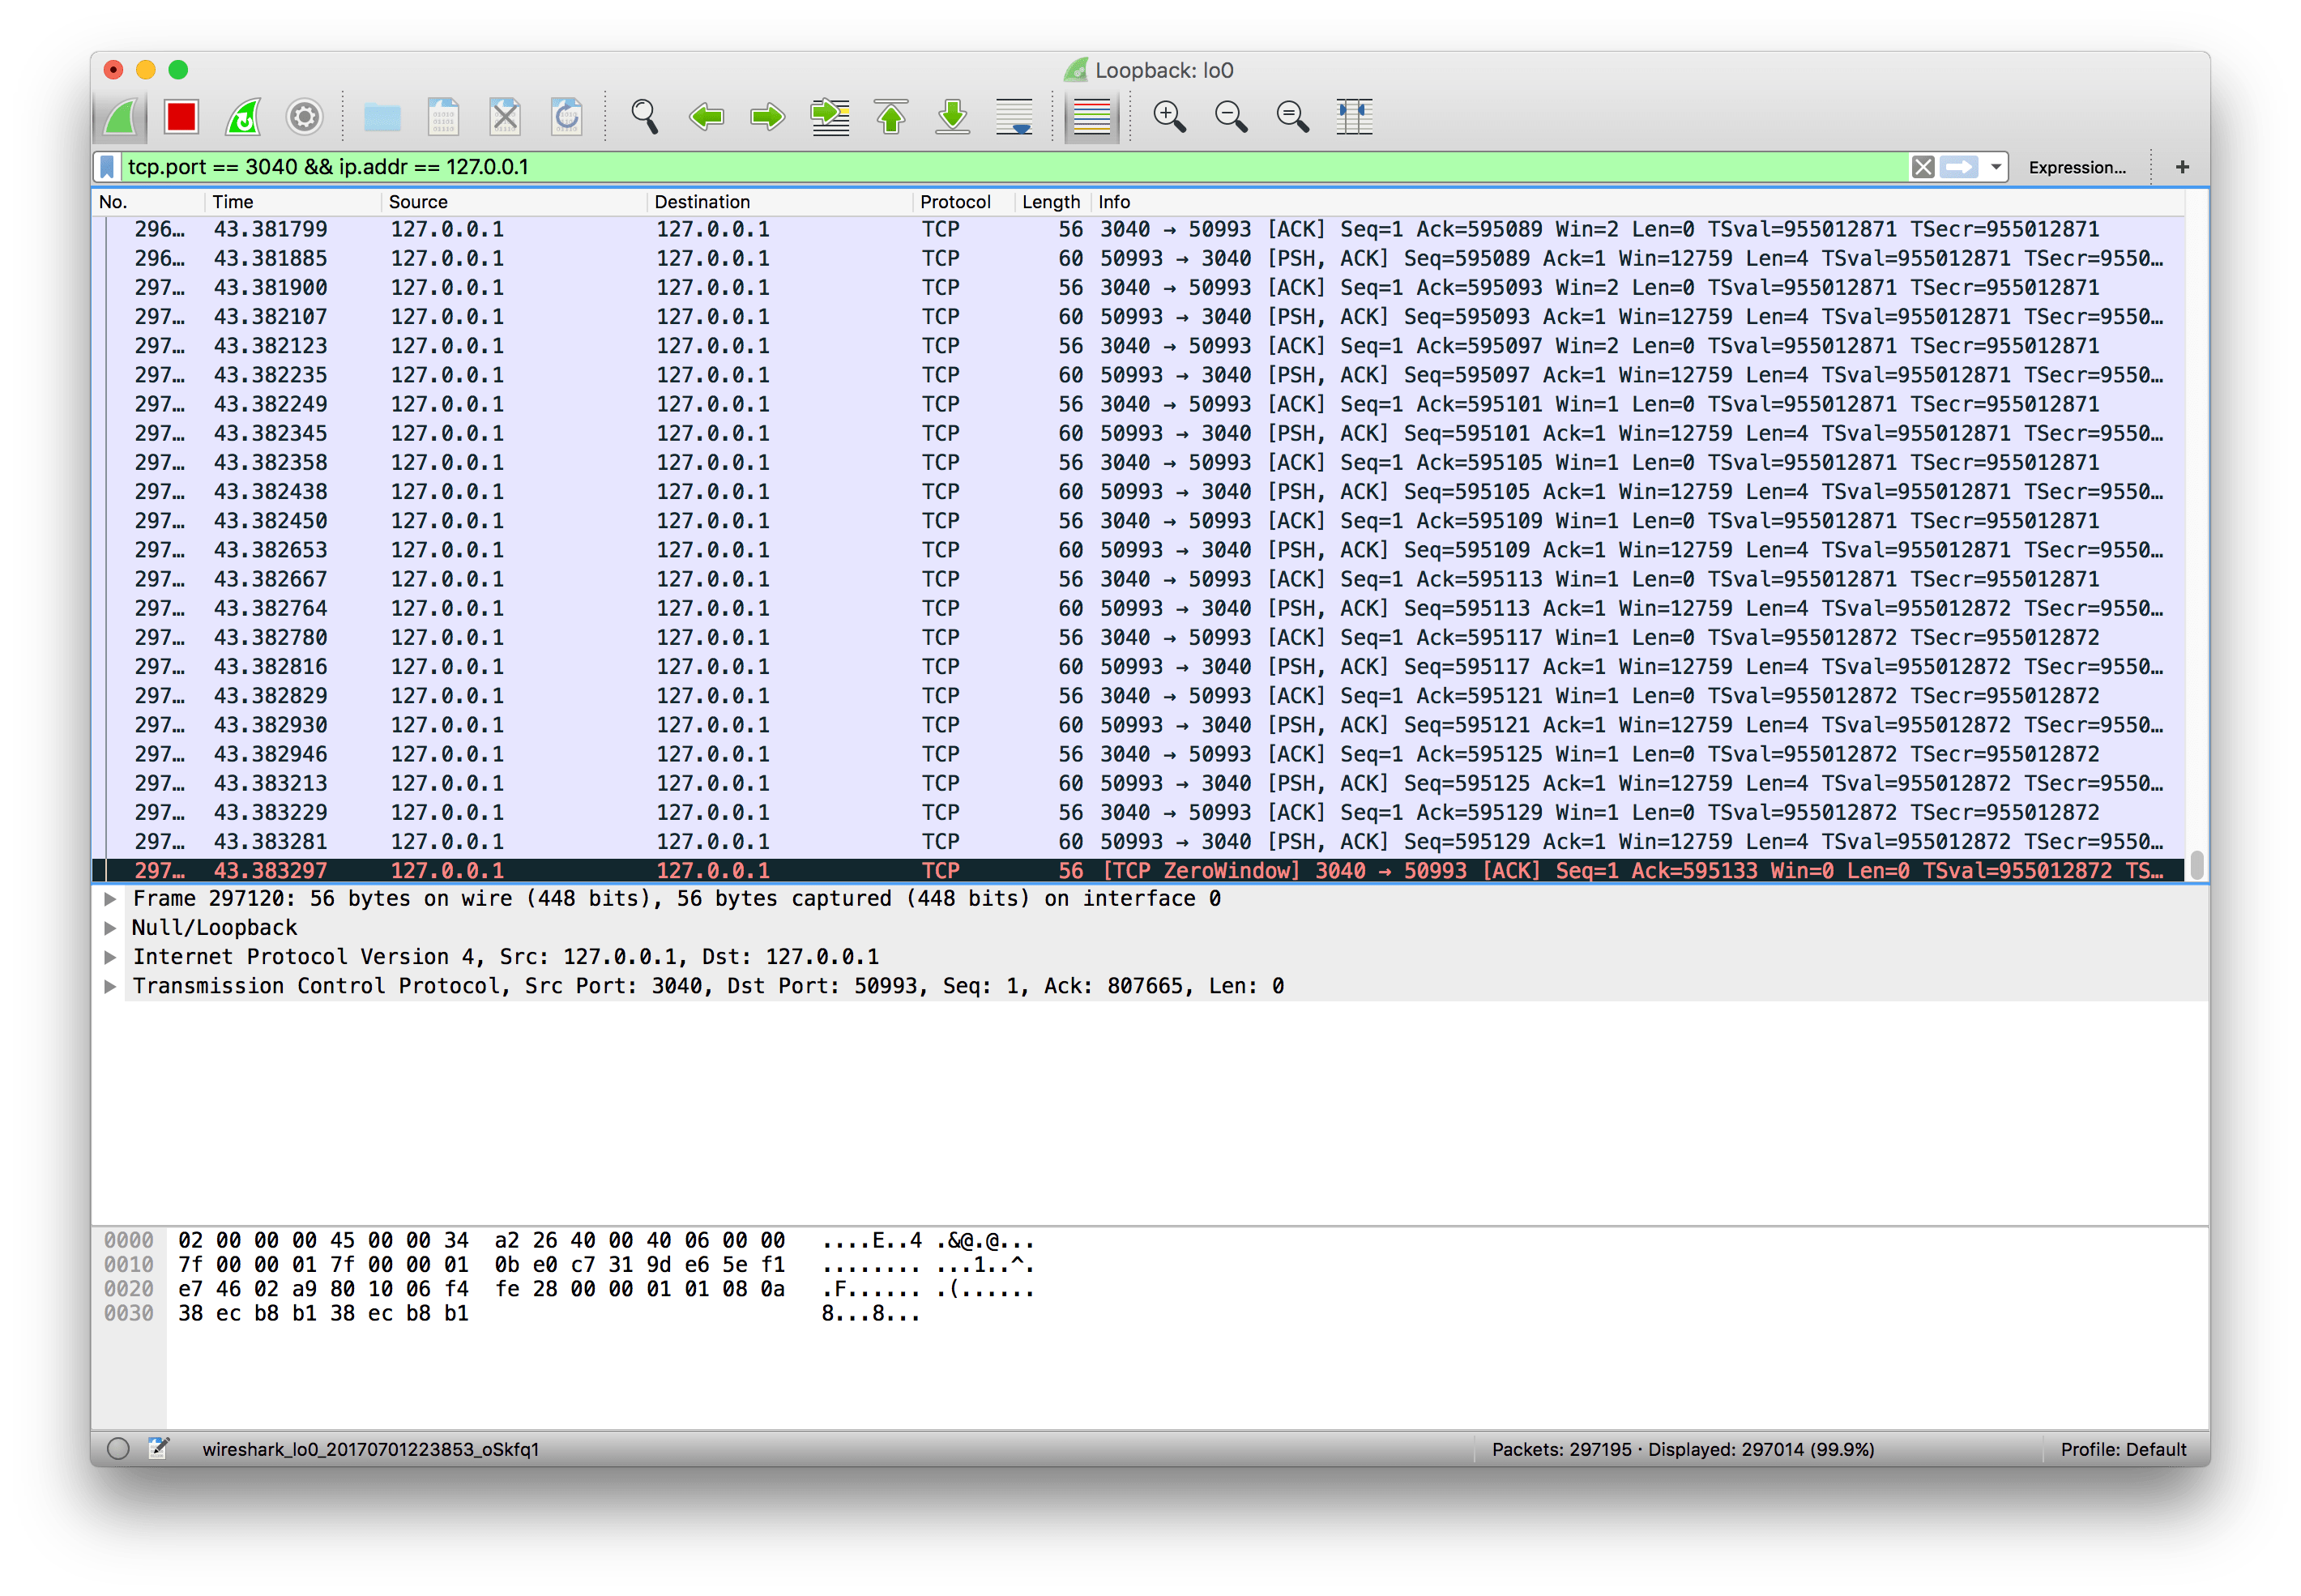 Loopback: lo0
tcp.port == 3040 && ip.addr == 127.0.0.1 Expression… +
No. Time Source Destination Protocol Length Info
296… 43.381799 127.0.0.1 127.0.0.1 TCP 56 3040 → 50993 [ACK] Seq=1 Ack=595089 Win=2 Len=0 TSval=955012871 TSecr=955012871
296… 43.381885 127.0.0.1 127.0.0.1 TCP 60 50993 → 3040 [PSH, ACK] Seq=595089 Ack=1 Win=12759 Len=4 TSval=955012871 TSecr=9550…
297… 43.381900 127.0.0.1 127.0.0.1 TCP 56 3040 → 50993 [ACK] Seq=1 Ack=595093 Win=2 Len=0 TSval=955012871 TSecr=955012871
297… 43.382107 127.0.0.1 127.0.0.1 TCP 60 50993 → 3040 [PSH, ACK] Seq=595093 Ack=1 Win=12759 Len=4 TSval=955012871 TSecr=9550…
297… 43.382123 127.0.0.1 127.0.0.1 TCP 56 3040 → 50993 [ACK] Seq=1 Ack=595097 Win=2 Len=0 TSval=955012871 TSecr=955012871
297… 43.382235 127.0.0.1 127.0.0.1 TCP 60 50993 → 3040 [PSH, ACK] Seq=595097 Ack=1 Win=12759 Len=4 TSval=955012871 TSecr=9550…
297… 43.382249 127.0.0.1 127.0.0.1 TCP 56 3040 → 50993 [ACK] Seq=1 Ack=595101 Win=1 Len=0 TSval=955012871 TSecr=955012871
297… 43.382345 127.0.0.1 127.0.0.1 TCP 60 50993 → 3040 [PSH, ACK] Seq=595101 Ack=1 Win=12759 Len=4 TSval=955012871 TSecr=9550…
297… 43.382358 127.0.0.1 127.0.0.1 TCP 56 3040 → 50993 [ACK] Seq=1 Ack=595105 Win=1 Len=0 TSval=955012871 TSecr=955012871
297… 43.382438 127.0.0.1 127.0.0.1 TCP 60 50993 → 3040 [PSH, ACK] Seq=595105 Ack=1 Win=12759 Len=4 TSval=955012871 TSecr=9550…
297… 43.382450 127.0.0.1 127.0.0.1 TCP 56 3040 → 50993 [ACK] Seq=1 Ack=595109 Win=1 Len=0 TSval=955012871 TSecr=955012871
297… 43.382653 127.0.0.1 127.0.0.1 TCP 60 50993 → 3040 [PSH, ACK] Seq=595109 Ack=1 Win=12759 Len=4 TSval=955012871 TSecr=9550…
297… 43.382667 127.0.0.1 127.0.0.1 TCP 56 3040 → 50993 [ACK] Seq=1 Ack=595113 Win=1 Len=0 TSval=955012871 TSecr=955012871
297… 43.382764 127.0.0.1 127.0.0.1 TCP 60 50993 → 3040 [PSH, ACK] Seq=595113 Ack=1 Win=12759 Len=4 TSval=955012872 TSecr=9550…
297… 43.382780 127.0.0.1 127.0.0.1 TCP 56 3040 → 50993 [ACK] Seq=1 Ack=595117 Win=1 Len=0 TSval=955012872 TSecr=955012872
297… 43.382816 127.0.0.1 127.0.0.1 TCP 60 50993 → 3040 [PSH, ACK] Seq=595117 Ack=1 Win=12759 Len=4 TSval=955012872 TSecr=9550…
297… 43.382829 127.0.0.1 127.0.0.1 TCP 56 3040 → 50993 [ACK] Seq=1 Ack=595121 Win=1 Len=0 TSval=955012872 TSecr=955012872
297… 43.382930 127.0.0.1 127.0.0.1 TCP 60 50993 → 3040 [PSH, ACK] Seq=595121 Ack=1 Win=12759 Len=4 TSval=955012872 TSecr=9550…
297… 43.382946 127.0.0.1 127.0.0.1 TCP 56 3040 → 50993 [ACK] Seq=1 Ack=595125 Win=1 Len=0 TSval=955012872 TSecr=955012872
297… 43.383213 127.0.0.1 127.0.0.1 TCP 60 50993 → 3040 [PSH, ACK] Seq=595125 Ack=1 Win=12759 Len=4 TSval=955012872 TSecr=9550…
297… 43.383229 127.0.0.1 127.0.0.1 TCP 56 3040 → 50993 [ACK] Seq=1 Ack=595129 Win=1 Len=0 TSval=955012872 TSecr=955012872
297… 43.383281 127.0.0.1 127.0.0.1 TCP 60 50993 → 3040 [PSH, ACK] Seq=595129 Ack=1 Win=12759 Len=4 TSval=955012872 TSecr=9550…
297… 43.383297 127.0.0.1 127.0.0.1 TCP 56 [TCP ZeroWindow] 3040 → 50993 [ACK] Seq=1 Ack=595133 Win=0 Len=0 TSval=955012872 TS…
Frame 297120: 56 bytes on wire (448 bits), 56 bytes captured (448 bits) on interface 0
Null/Loopback
Internet Protocol Version 4, Src: 127.0.0.1, Dst: 127.0.0.1
Transmission Control Protocol, Src Port: 3040, Dst Port: 50993, Seq: 1, Ack: 807665, Len: 0
0000 02 00 00 00 45 00 00 34 a2 26 40 00 40 06 00 00 ....E..4 .&@.@...
0010 7f 00 00 01 7f 00 00 01 0b e0 c7 31 9d e6 5e f1 ........ ...1..^.
0020 e7 46 02 a9 80 10 06 f4 fe 28 00 00 01 01 08 0a .F...... .(......
0030 38 ec b8 b1 38 ec b8 b1 8...8...
wireshark_lo0_20170701223853_oSkfq1 Packets: 297195 · Displayed: 297014 (99.9%) Profile: Default